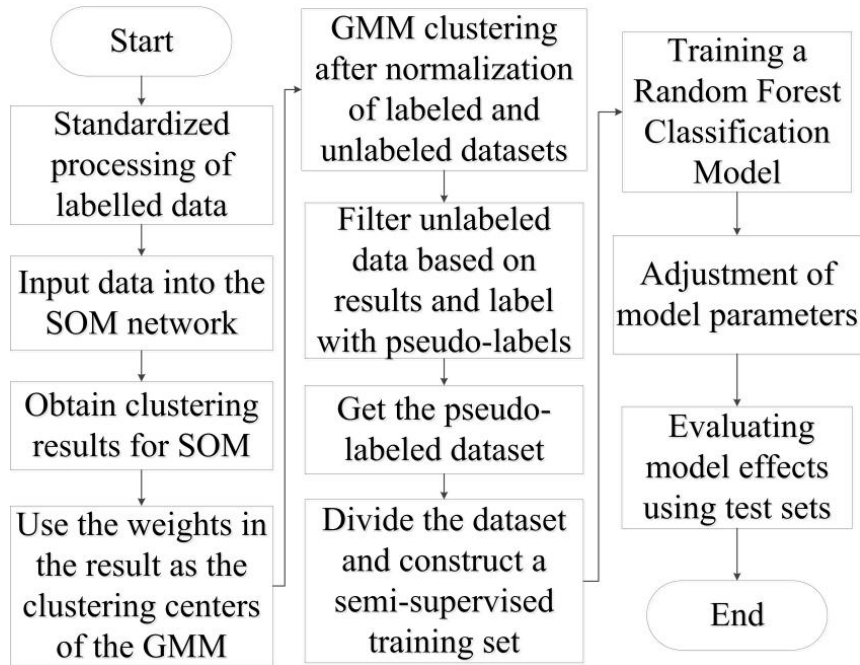 Start
Standardized
processing of
labelled data
Input data into the
SOM network
Obtain clustering
results for SOM
Use the weights in
the result as the
clustering centers
of the GMM
GMM clustering
after normalization
of labeled and
unlabeled datasets
Filter unlabeled
data based on
results and label
with pseudo-labels
Get the pseudo-
labeled dataset
Divide the dataset
and construct a
semi-supervised
training set
Training a
Random Forest
Classification
Model
Adjustment of
model parameters
Evaluating
model effects
using test sets
End